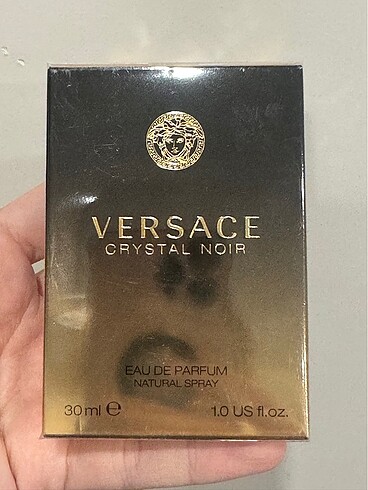 VERSACE
CRYSTAL NOIR
EAU DE PARFUM
NATURAL SPRAY
30 ml ℮ 1.0 US fl.oz.